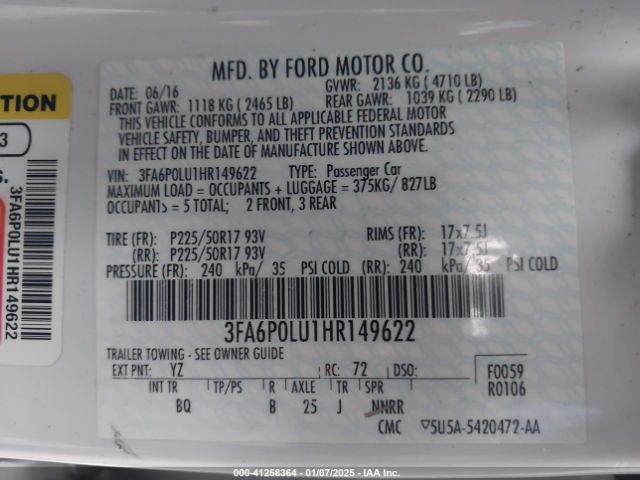 MFD. BY FORD MOTOR CO.
DATE: 06/16 GVWR: 2136 KG ( 4710 LB)
FRONT GAWR: 1118 KG ( 2465 LB) REAR GAWR: 1039 KG ( 2290 LB)
THIS VEHICLE CONFORMS TO ALL APPLICABLE FEDERAL MOTOR
VEHICLE SAFETY, BUMPER, AND THEFT PREVENTION STANDARDS
IN EFFECT ON THE DATE OF MANUFACTURE SHOWN ABOVE.
VIN: 3FA6P0LU1HR149622 TYPE: Passenger Car
MAXIMUM LOAD = OCCUPANTS + LUGGAGE = 375KG/ 827LB
OCCUPANTS = 5 TOTAL; 2 FRONT, 3 REAR
TIRE (FR): P225/50R17 93V RIMS (FR): 17x7.5J
(RR): P225/50R17 93V (RR): 17x7.5J
PRESSURE (FR): 240 kPa/ 35 PSI COLD (RR): 240 kPa/ 35 PSI COLD
3FA6P0LU1HR149622
TRAILER TOWING - SEE OWNER GUIDE
EXT PNT: YZ RC: 72 DSO: F0059
R0106
INT TR TP/PS R AXLE TR SPR
BQ B 25 J NNRR
CMC ▽5U5A-5420472-AA
TION
3
S.
3FA6P0LU1HR149622
OWN: 41258364 - 01/07/2025 - IAA Inc.